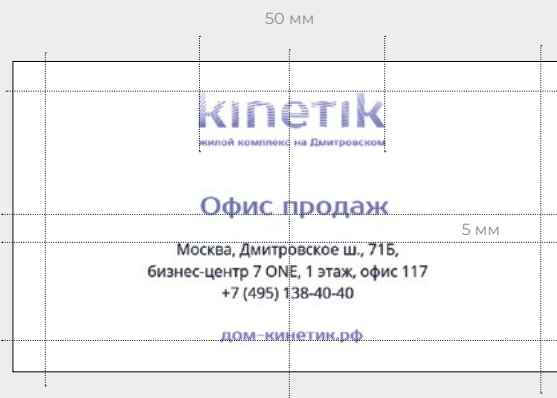 50 мм
kinetik
жилой комплекс на Дмитровском
Офис продаж
5 мм
Москва, Дмитровское ш., 71Б,
бизнес-центр 7 ONE, 1 этаж, офис 117
+7 (495) 138-40-40
дом-кинетик.рф